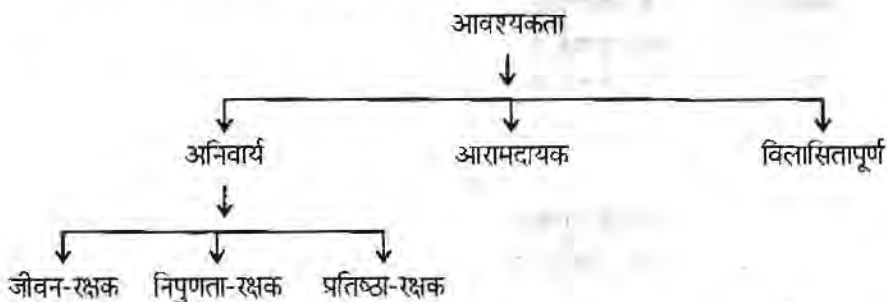 आवश्यकता
अनिवार्य आरामदायक विलासितापूर्ण
जीवन-रक्षक निपुणता-रक्षक प्रतिष्ठा-रक्षक